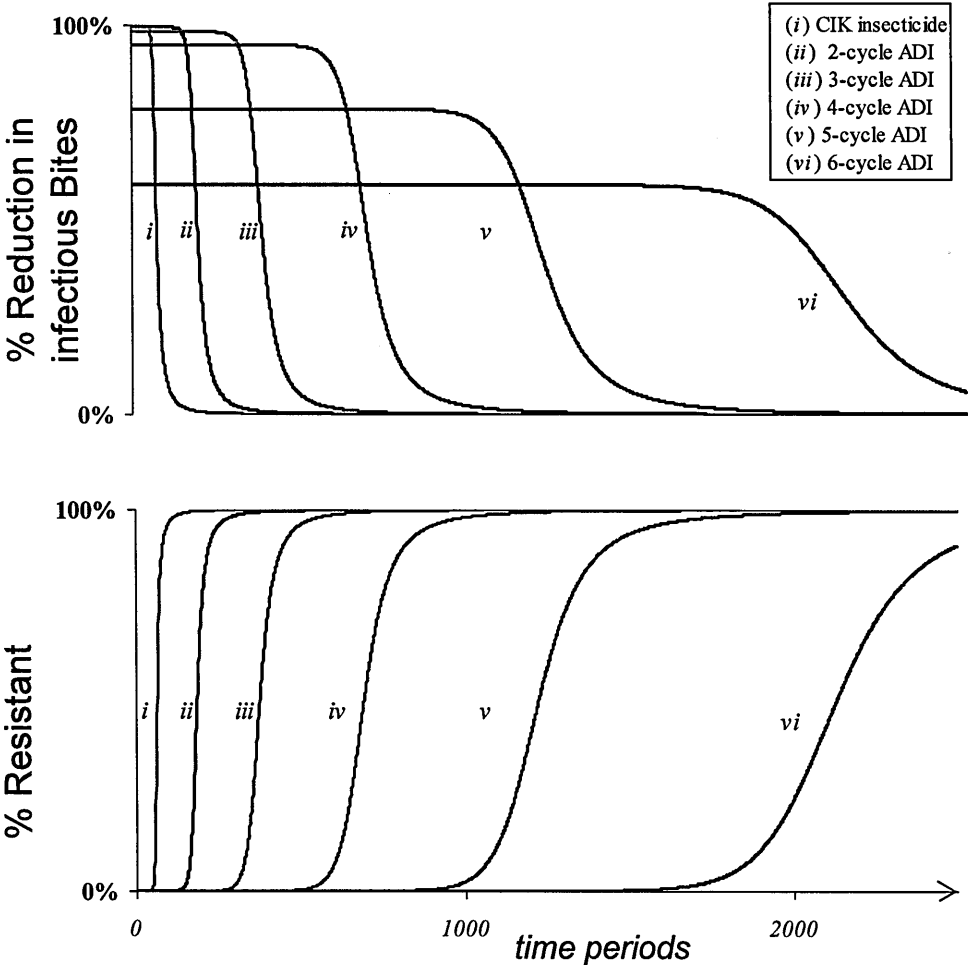 100%
(i) CIK insecticide
(ii) 2-cycle ADI
(iii) 3-cycle ADI
(iv) 4-cycle ADI
(v) 5-cycle ADI
(vi) 6-cycle ADI
% Reduction in
infectious Bites
i ii iii iv v vi
0%
100%
% Resistant
i ii iii iv v vi
0%
0 1000 2000
time periods